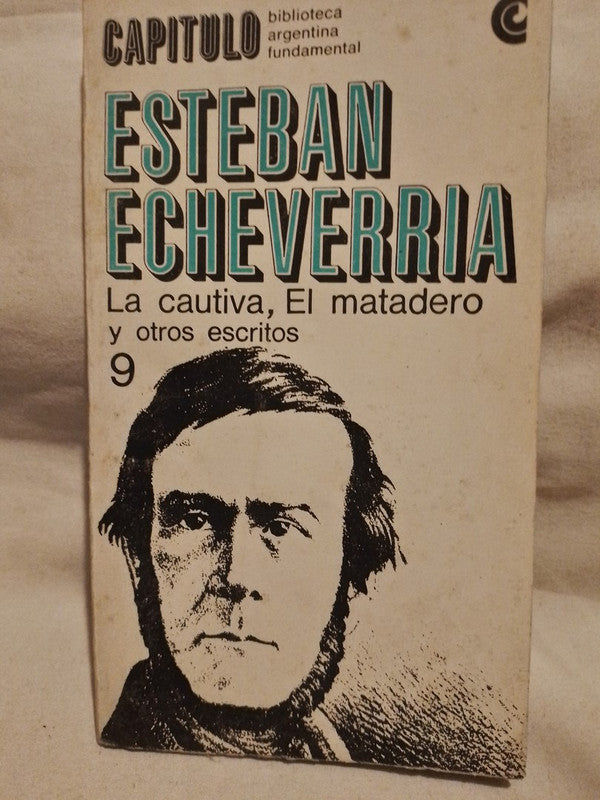 CAPITULO
biblioteca
argentina
fundamental
ESTEBAN
ECHEVERRIA
La cautiva, El matadero
y otros escritos
9